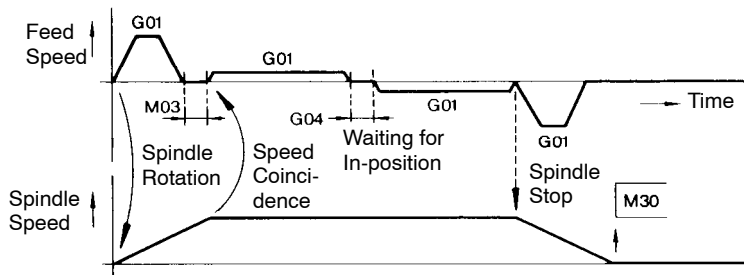 G01
Feed
Speed
G01
M03
G04
G01
Time
Waiting for
In-position
G01
Spindle
Rotation
Speed
Coinci-
dence
Spindle
Stop
Spindle
Speed
M30